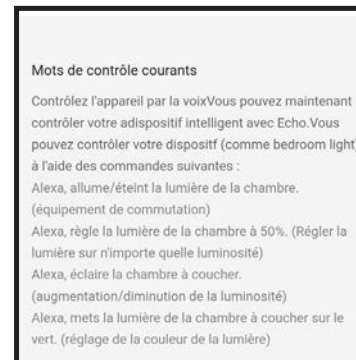 Mots de contrôle courants
Contrôlez l'appareil par la voixVous pouvez maintenant
contrôler votre adispositif intelligent avec Echo.Vous
pouvez contrôler votre dispositf (comme bedroom light)
à l'aide des commandes suivantes :
Alexa, allume/éteint la lumière de la chambre.
(équipement de commutation)
Alexa, règle la lumière de la chambre à 50%. (Régler la
lumière sur n'importe quelle luminosité)
Alexa, éclaire la chambre à coucher.
(augmentation/diminution de la luminosité)
Alexa, mets la lumière de la chambre à coucher sur le
vert. (réglage de la couleur de la lumière)